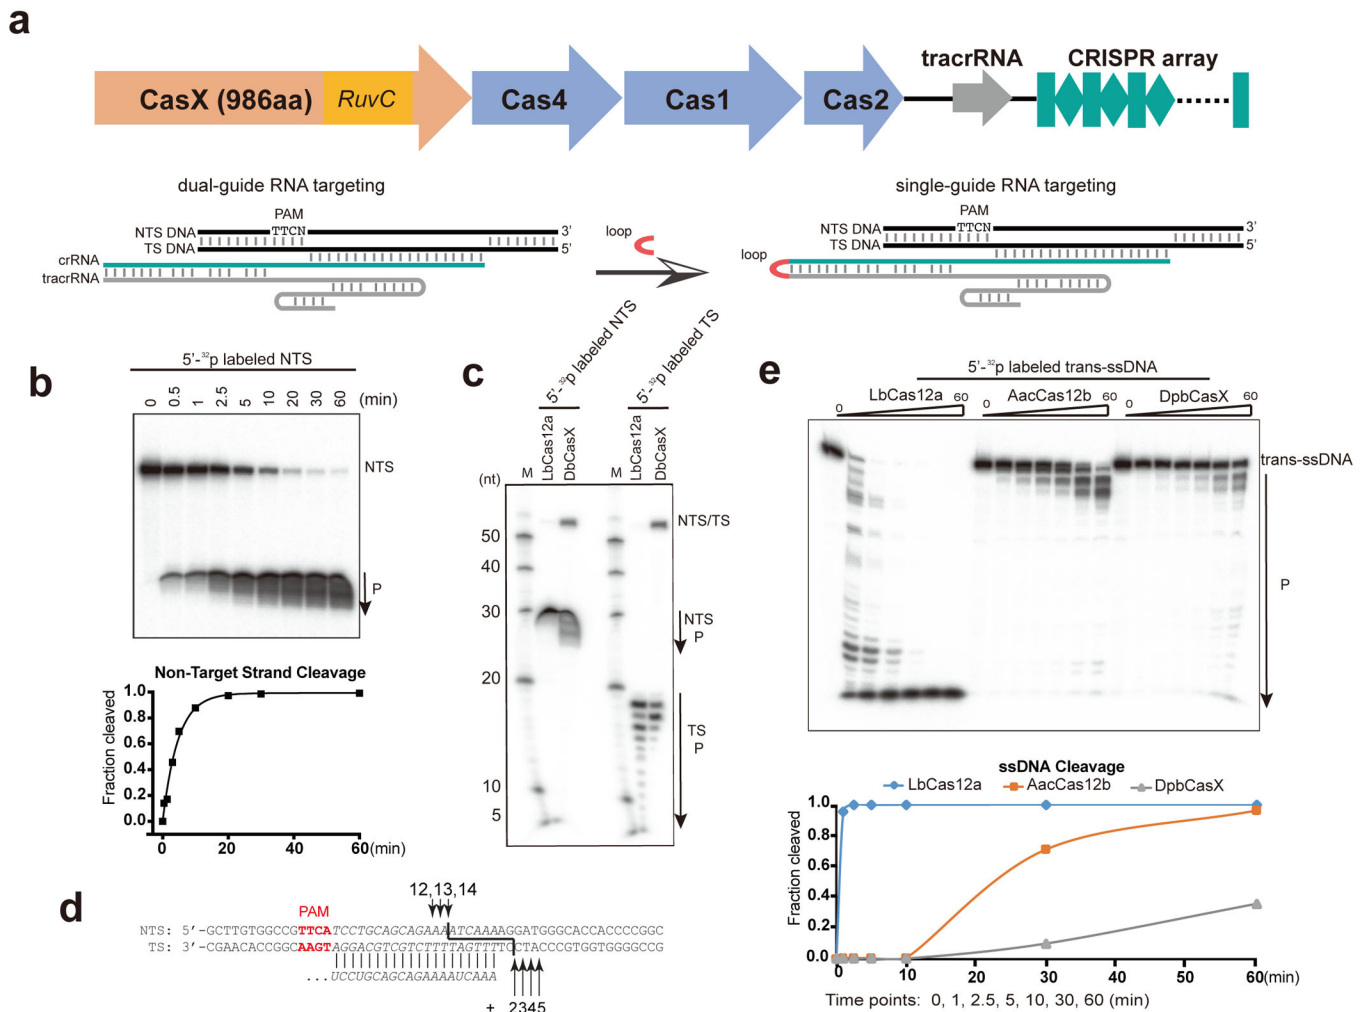 a
CasX (986aa) RuvC Cas4 Cas1 Cas2 tracrRNA CRISPR array
dual-guide RNA targeting
PAM
NTS DNA TTCN 3'
TS DNA 5'
crRNA
tracrRNA
loop
single-guide RNA targeting
PAM
NTS DNA TTCN 3'
TS DNA 5'
loop
b
5'-32p labeled NTS
0 0.5 1 2.5 5 10 20 30 60 (min)
NTS
P
Non-Target Strand Cleavage
Fraction cleaved
1.0
0.8
0.6
0.4
0.2
0.0
0 20 40 60 (min)
c
5'-32p labeled NTS
5'-32p labeled TS
(nt) M LbCas12a DbCasX M LbCas12a DbCasX
50
40
30
20
10
5
NTS/TS
NTS
P
TS
P
d
12,13,14
PAM
NTS: 5'-GCTTGTGGCCGTTCATCCTGCAGCAGAAAATCAAAAGGATGGGCACCACCCCGGC
TS: 3'-CGAACACCGGCAAGTAGGACGTCGTCTTTTAGTTTTCCTACCCGTGGTGGGGCCG
...UCCUGCAGCAGAAAAUCAAA
+ 2345
e
5'-32p labeled trans-ssDNA
0 LbCas12a 60 0 AacCas12b 60 0 DpbCasX 60
trans-ssDNA
P
ssDNA Cleavage
LbCas12a AacCas12b DpbCasX
Fraction cleaved
1.0
0.8
0.6
0.4
0.2
0.0
0 10 20 30 40 50 60 (min)
Time points: 0, 1, 2.5, 5, 10, 30, 60 (min)